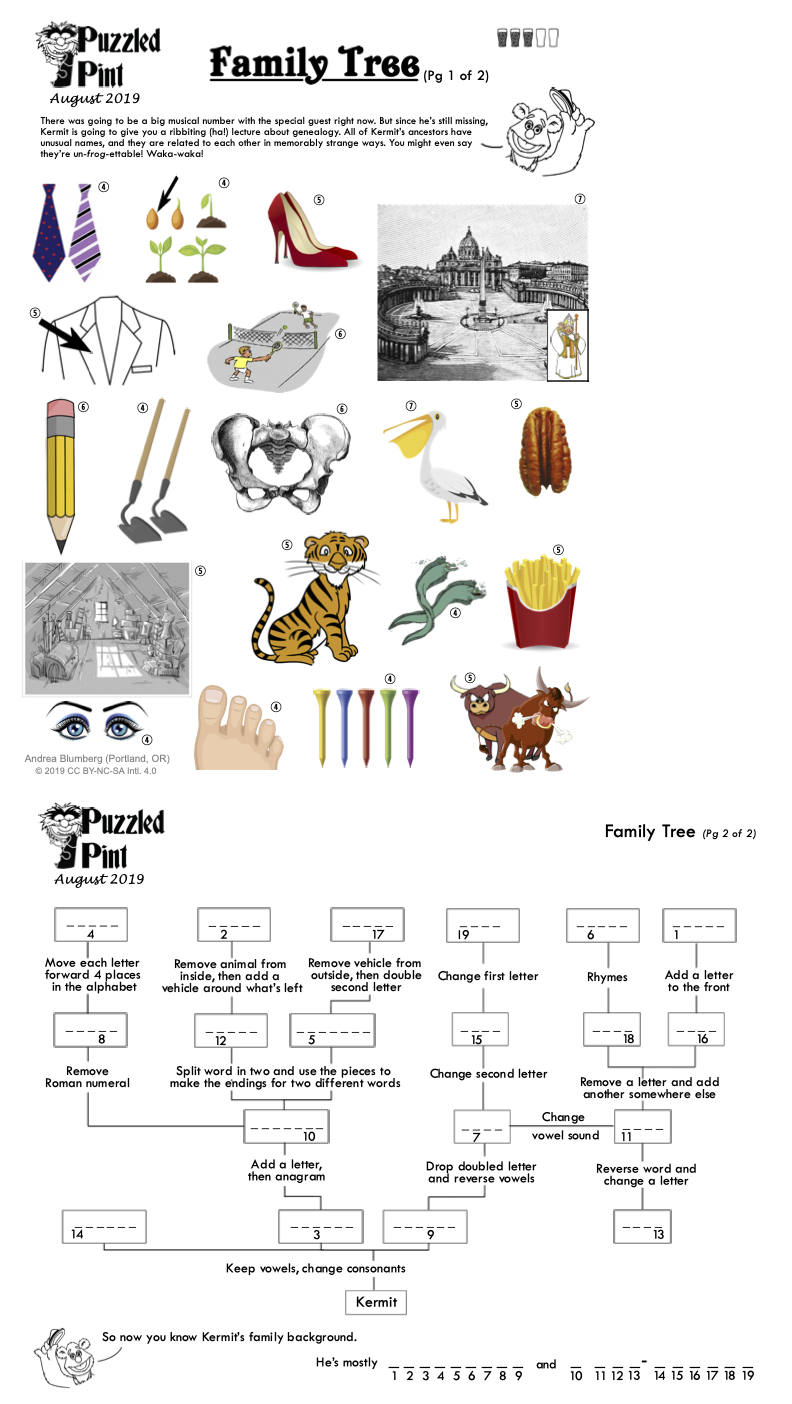 Puzzled
Pint
August 2019
Family Tree (Pg 1 of 2)
There was going to be a big musical number with the special guest right now. But since he's still missing,
Kermit is going to give you a ribbiting (ha!) lecture about genealogy. All of Kermit's ancestors have
unusual names, and they are related to each other in memorably strange ways. You might even say
they're un-frog-ettable! Waka-waka!
4
4
5
7
5
6
6
4
6
7
5
5
5
4
5
4
4
4
5
Andrea Blumberg (Portland, OR)
© 2019 CC BY-NC-SA Intl. 4.0
Puzzled
Pint
August 2019
Family Tree (Pg 2 of 2)
_ _ _ _ _ _ _ _ _ _ _ _ _ _ _ _ _ _ _ _ _ _ _ _ _ _ _ _
4 2 17 19 6 1
Move each letter
forward 4 places
in the alphabet
Remove animal from
inside, then add a
vehicle around what's left
Remove vehicle from
outside, then double
second letter
Change first letter
Rhymes
Add a letter
to the front
8 12 5 15 18 16
Remove
Roman numeral
Split word in two and use the pieces to
make the endings for two different words
Change second letter
Remove a letter and add
another somewhere else
10 7 11
Change
vowel sound
Add a letter,
then anagram
Drop doubled letter
and reverse vowels
Reverse word and
change a letter
14 3 9 13
Keep vowels, change consonants
Kermit
So now you know Kermit's family background.
He's mostly _ _ _ _ _ _ _ _ _ and _ _ _ _ - _ _ _ _ _ _
1 2 3 4 5 6 7 8 9 10 11 12 13 14 15 16 17 18 19